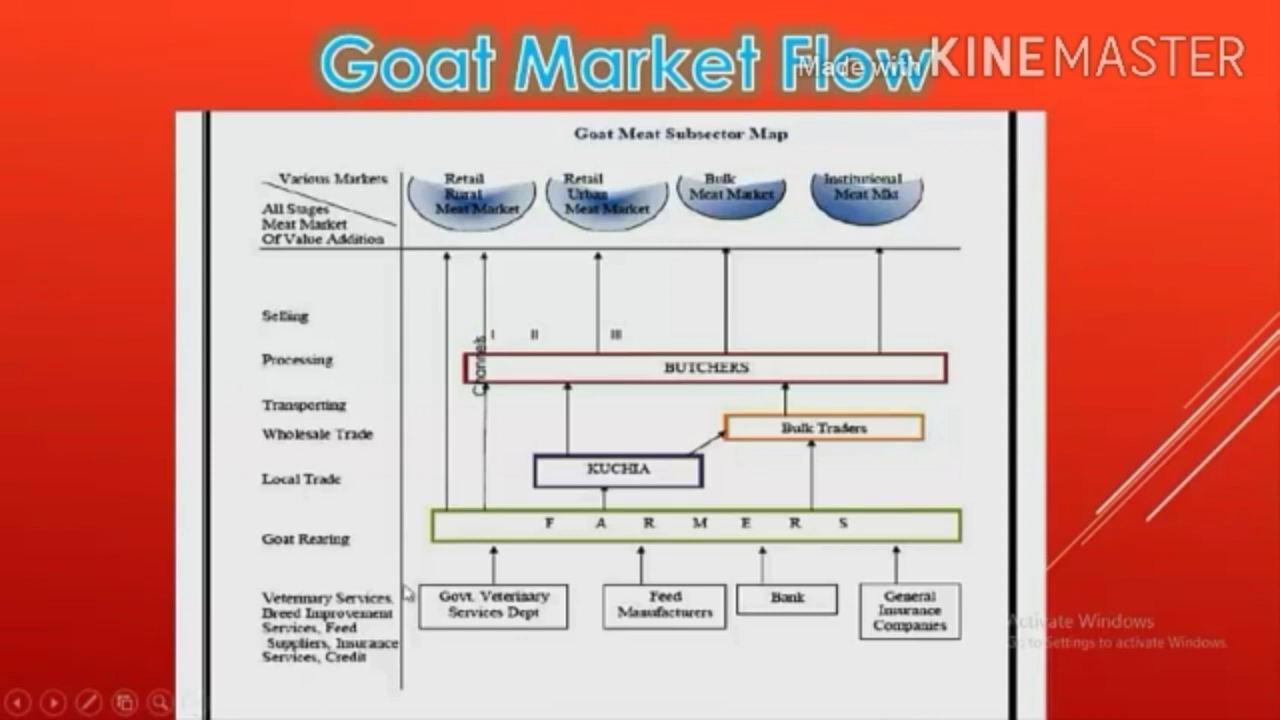 Goat Market Flow
Made with KINEMASTER
Goat Meat Subsector Map
Various Markets
All Stages
Meat Market
Of Value Addition
Retail
Rural
Meat Market
Retail
Urban
Meat Market
Bulk
Meat Market
Institutional
Meat Mkt
Selling
Channels
I
II
III
Processing
BUTCHERS
Transporting
Wholesale Trade
Bulk Traders
Local Trade
KUCHIA
Goat Rearing
F A R M E R S
Veterinary Services,
Breed Improvement
Services, Feed
Suppliers, Insurance
Services, Credit
Govt. Veterinary
Services Dept
Feed
Manufacturers
Bank
General
Insurance
Companies
Activate Windows
Go to Settings to activate Windows.